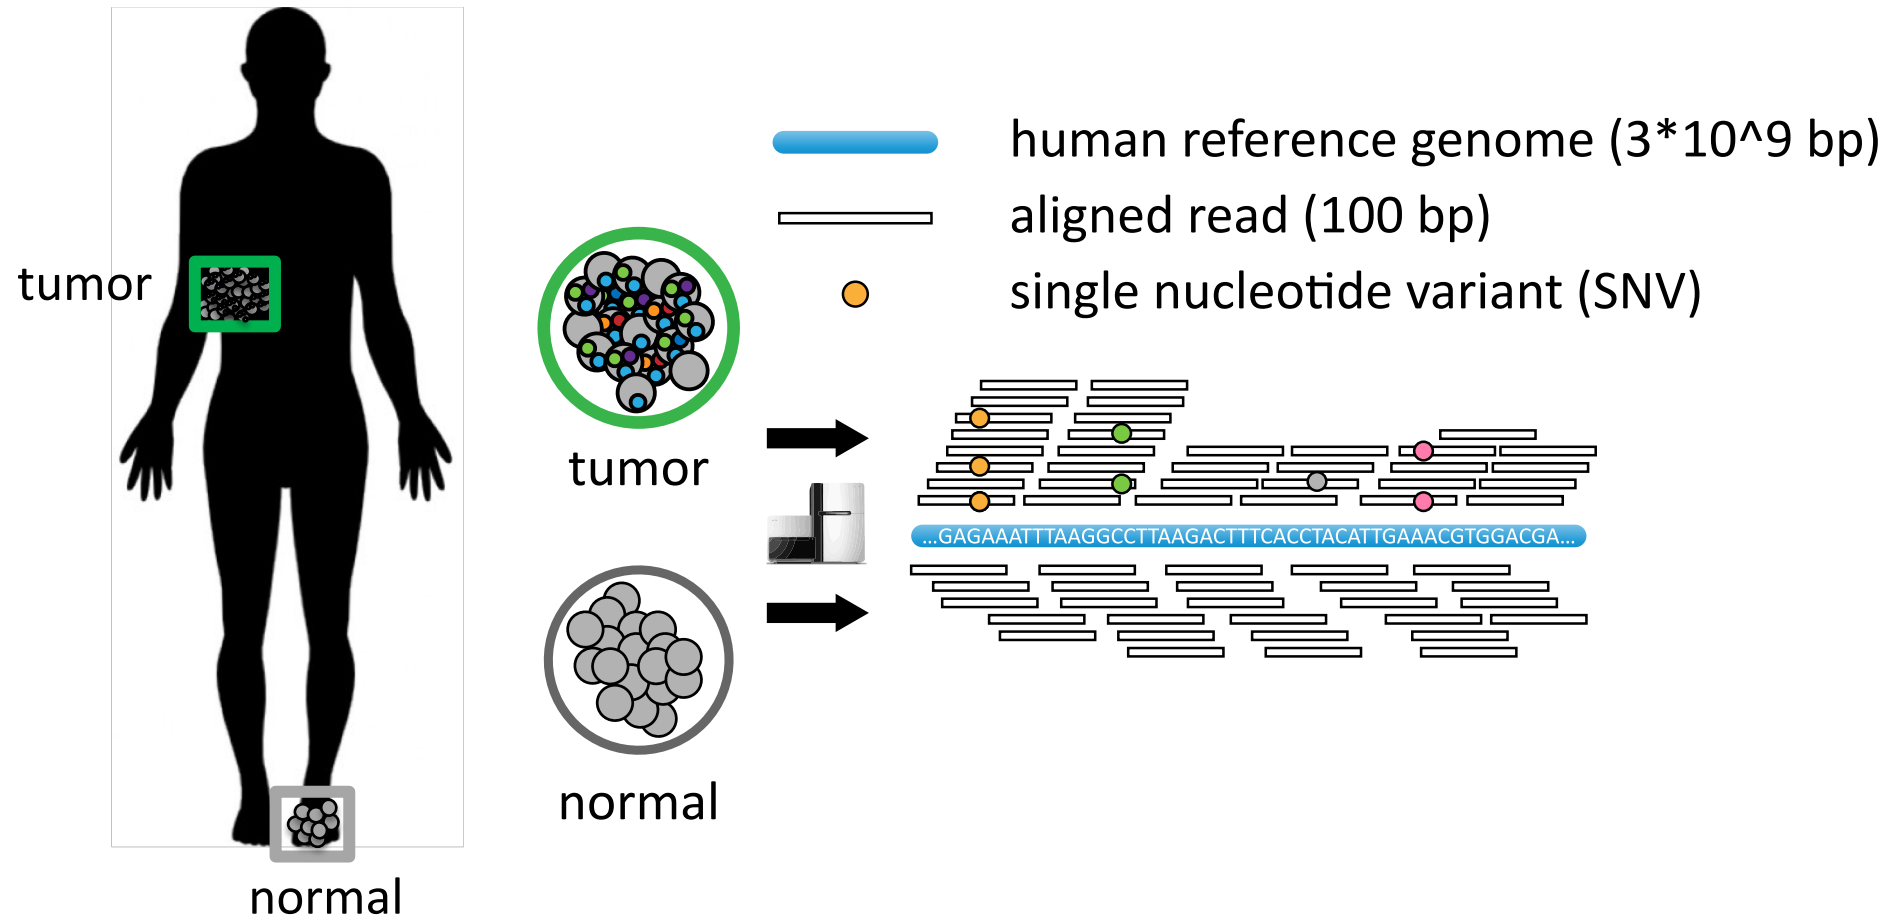 human reference genome (3*10^9 bp)
aligned read (100 bp)
single nucleotide variant (SNV)
tumor
tumor
...GAGAAATTTAAGGCCTTAAGACTTTCACCTACATTGAAACGTGGACGA...
normal
normal